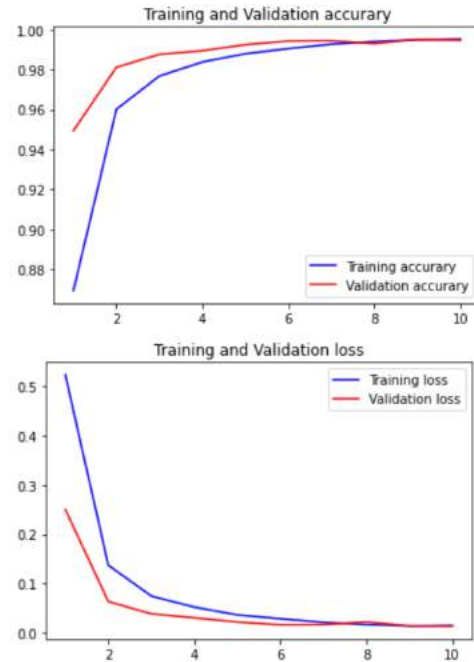 Training and Validation accurary
1.00
0.98
0.96
0.94
0.92
0.90
0.88
Training accurary
Validation accurary
2 4 6 8 10
Training and Validation loss
0.5
0.4
0.3
0.2
0.1
0.0
Training loss
Validation loss
2 4 6 8 10